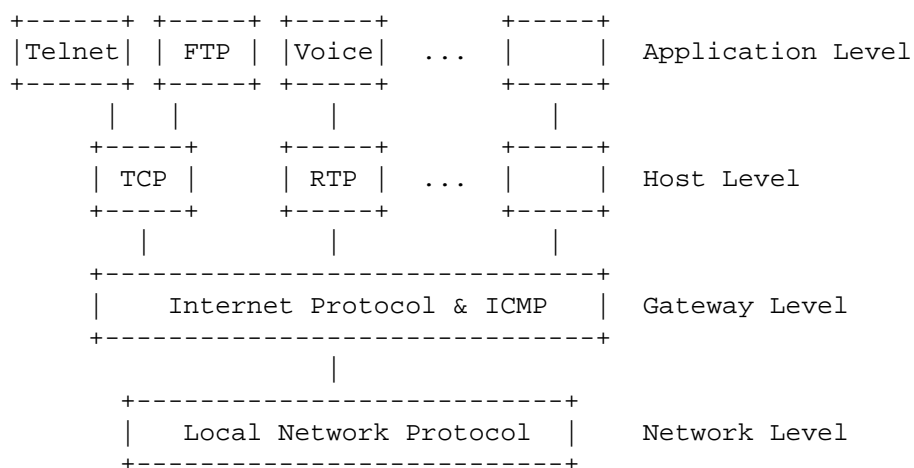 Telnet FTP Voice ... Application Level
TCP RTP ... Host Level
Internet Protocol & ICMP Gateway Level
Local Network Protocol Network Level